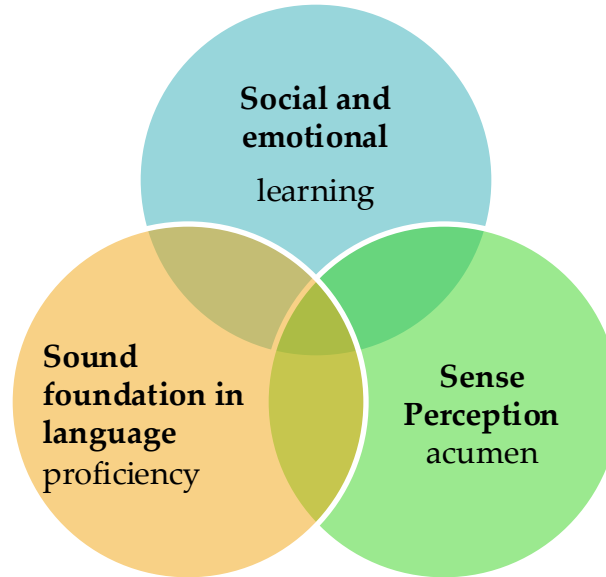 Social and
emotional
learning
Sound
foundation in
language
proficiency
Sense
Perception
acumen